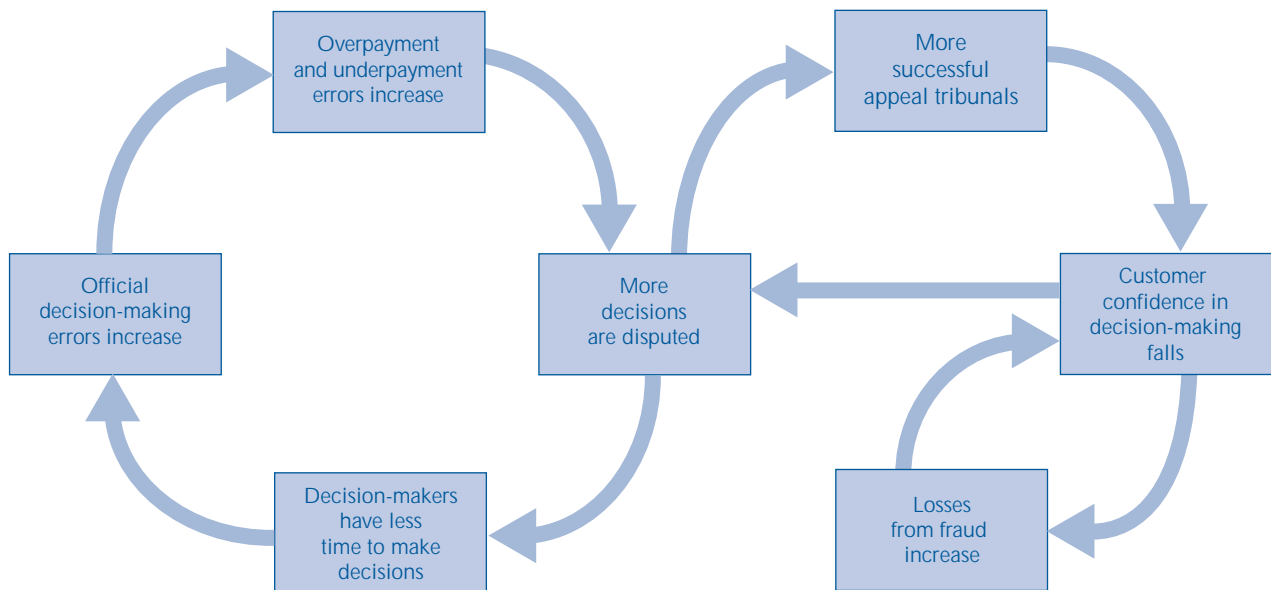 Overpayment
and underpayment
errors increase
More
successful
appeal tribunals
Official
decision-making
errors increase
More
decisions
are disputed
Customer
confidence in
decision-making
falls
Decision-makers
have less
time to make
decisions
Losses
from fraud
increase